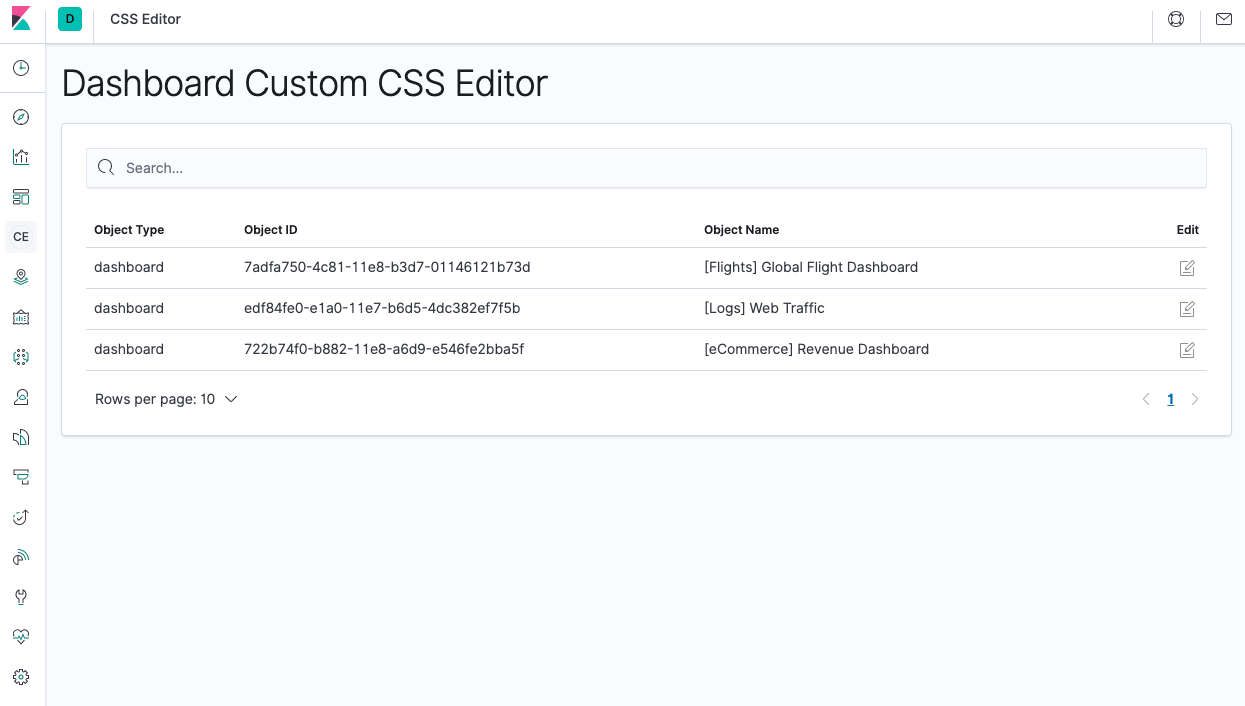 D CSS Editor
Dashboard Custom CSS Editor
Search...
Object Type Object ID Object Name Edit
dashboard 7adfa750-4c81-11e8-b3d7-01146121b73d [Flights] Global Flight Dashboard
CE
dashboard edf84fe0-e1a0-11e7-b6d5-4dc382ef7f5b [Logs] Web Traffic
dashboard 722b74f0-b882-11e8-a6d9-e546fe2bba5f [eCommerce] Revenue Dashboard
Rows per page: 10 1